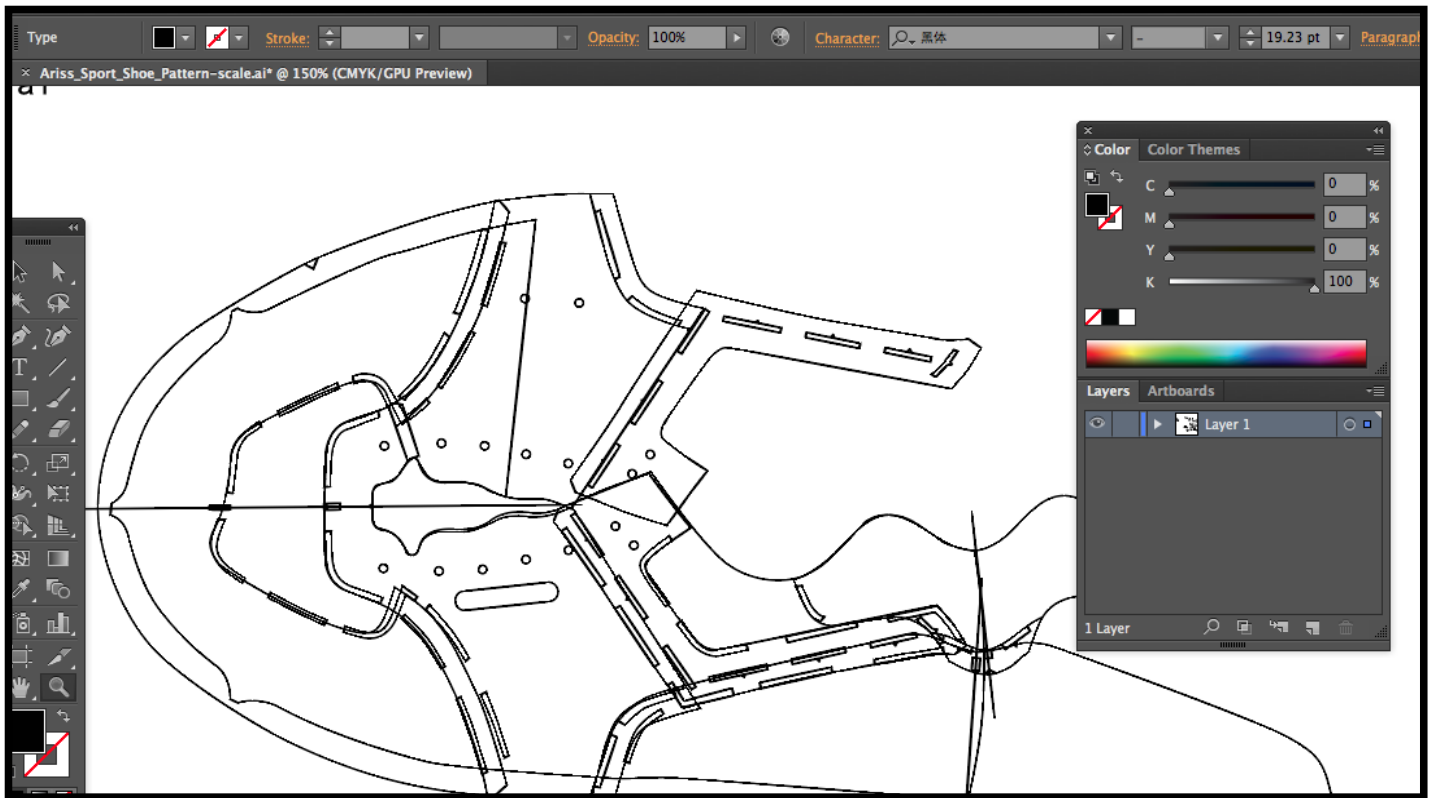 Type Stroke: Opacity: 100% Character: 黑体 - 19.23 pt Paragraph
× Ariss_Sport_Shoe_Pattern-scale.ai* @ 150% (CMYK/GPU Preview)
Color Color Themes
C 0 %
M 0 %
Y 0 %
K 100 %
Layers Artboards
Layer 1
1 Layer